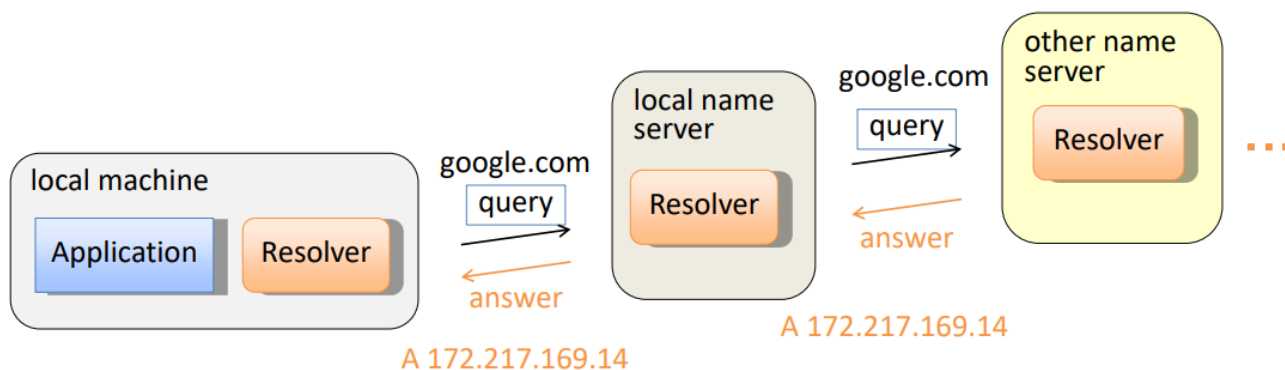 local machine
Application
Resolver
google.com
query
answer
A 172.217.169.14
local name
server
Resolver
google.com
query
answer
A 172.217.169.14
other name
server
Resolver